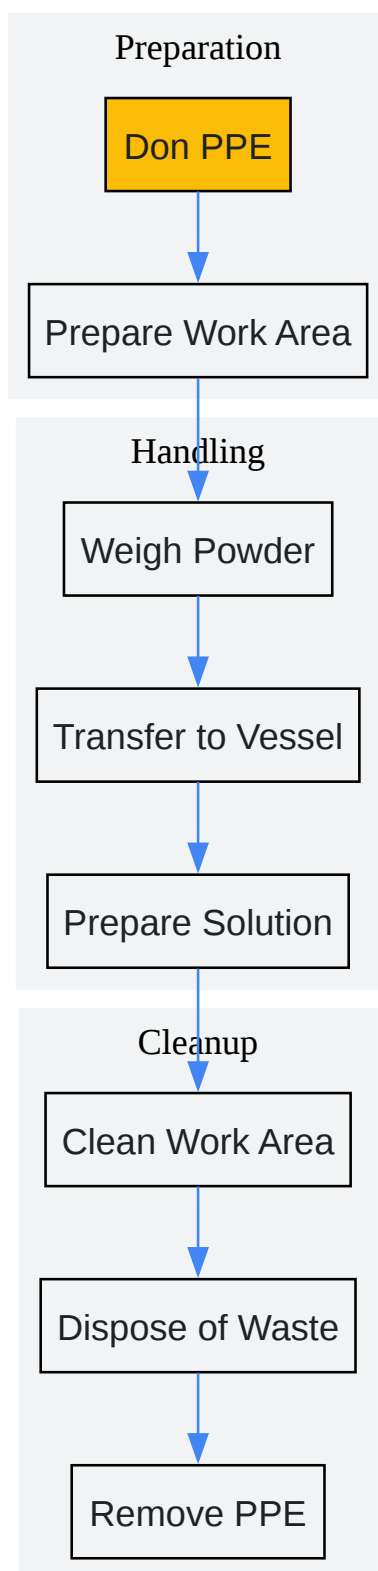 Preparation
Don PPE
Prepare Work Area
Handling
Weigh Powder
Transfer to Vessel
Prepare Solution
Cleanup
Clean Work Area
Dispose of Waste
Remove PPE